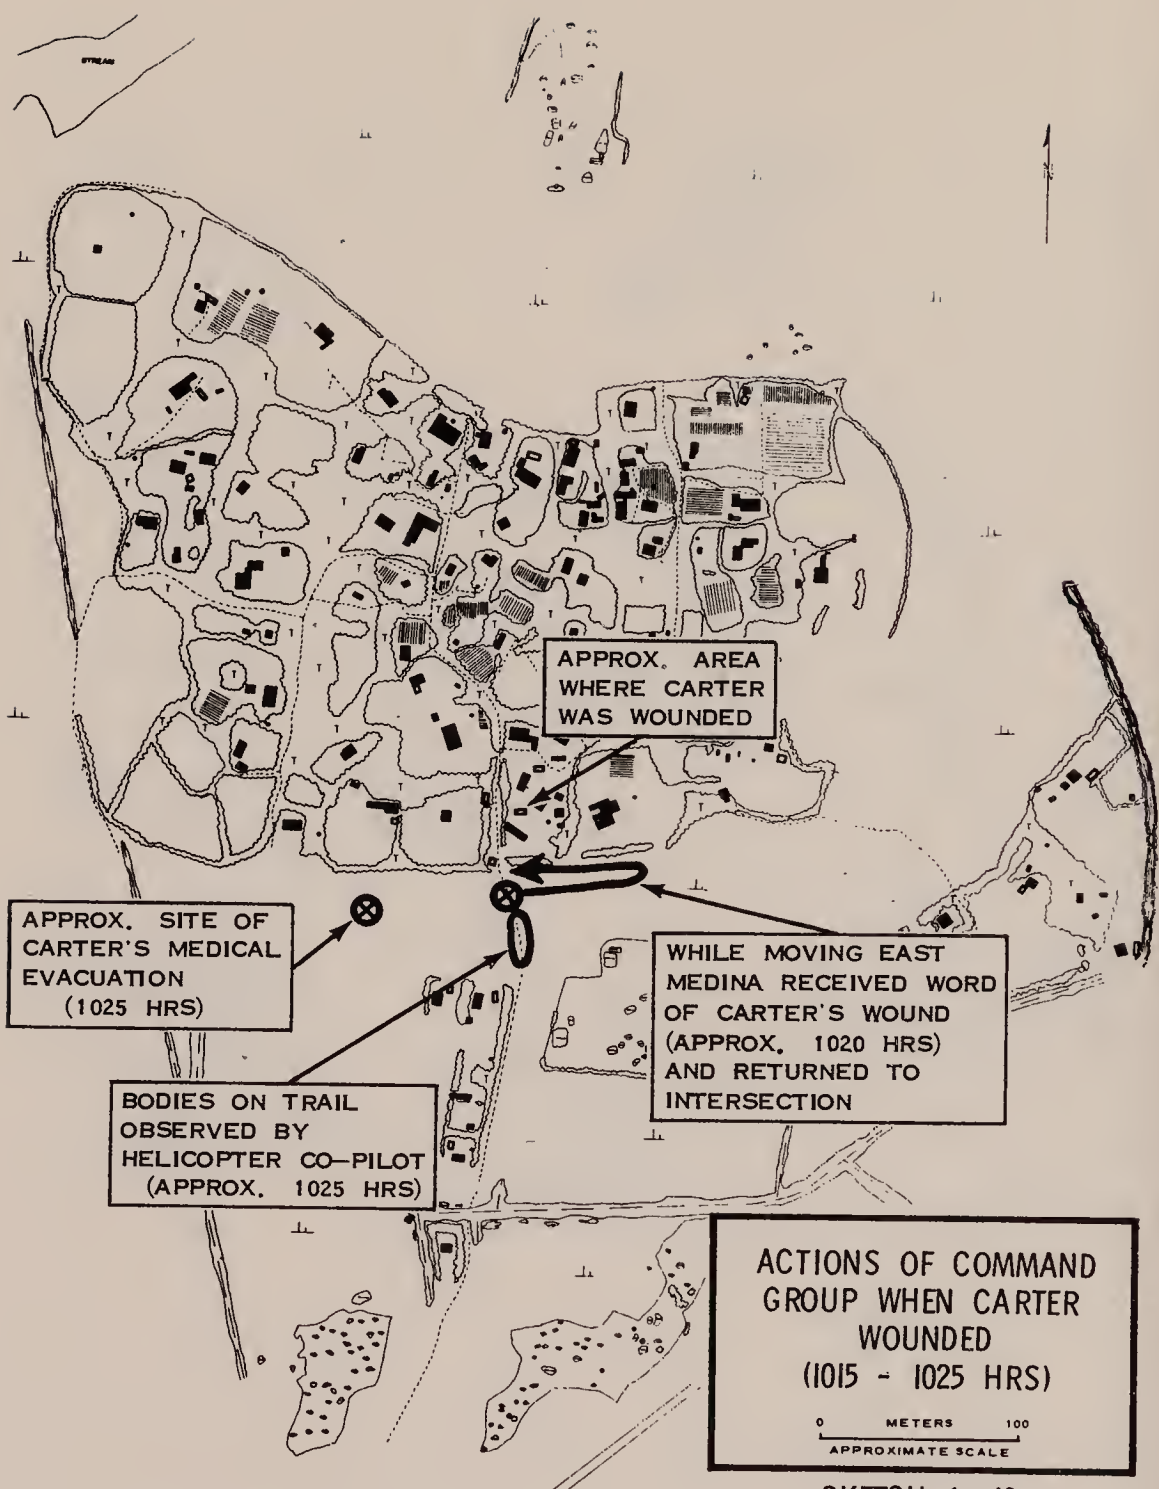 STREAM
N
APPROX. AREA
WHERE CARTER
WAS WOUNDED
APPROX. SITE OF
CARTER'S MEDICAL
EVACUATION
(1025 HRS)
WHILE MOVING EAST
MEDINA RECEIVED WORD
OF CARTER'S WOUND
(APPROX. 1020 HRS)
AND RETURNED TO
INTERSECTION
BODIES ON TRAIL
OBSERVED BY
HELICOPTER CO-PILOT
(APPROX. 1025 HRS)
ACTIONS OF COMMAND
GROUP WHEN CARTER
WOUNDED
(1015 - 1025 HRS)
0 METERS 100
APPROXIMATE SCALE